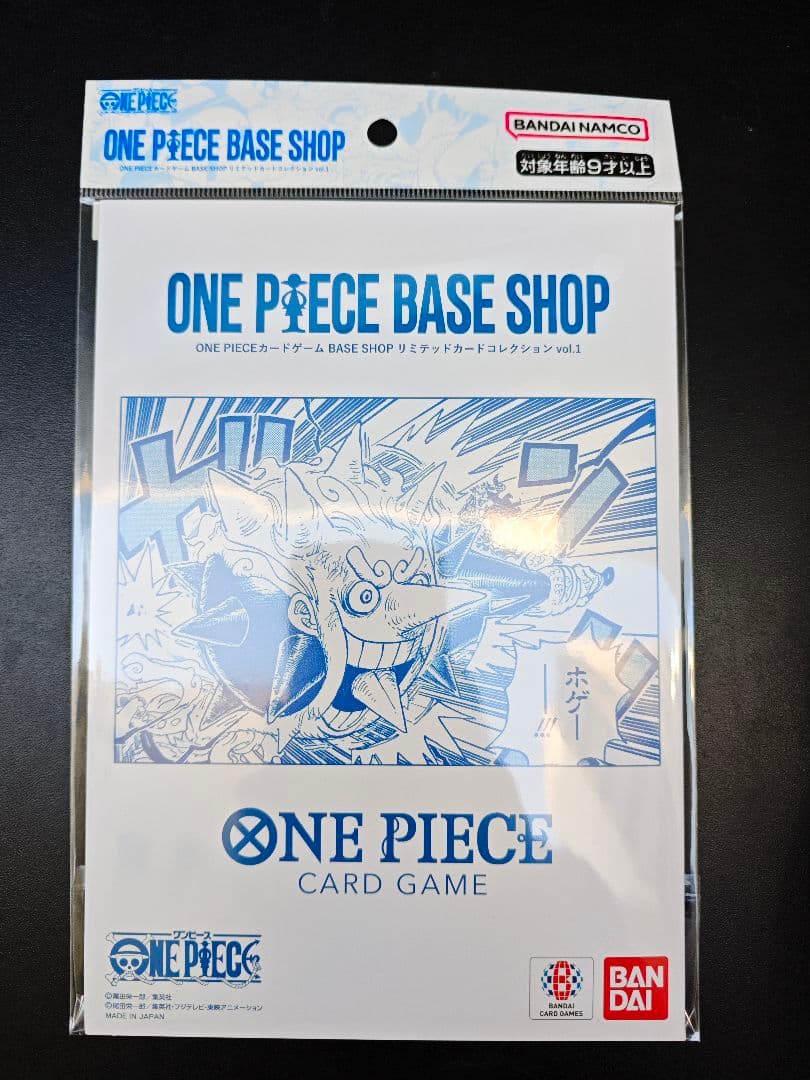 ONE PIECE
ONE PIECE BASE SHOP
ONE PIECEカードゲーム BASE SHOP リミテッドカードコレクション vol.1
BANDAI NAMCO
対象年齢9才以上
ONE PIECE BASE SHOP
ONE PIECEカードゲーム BASE SHOP リミテッドカードコレクション vol.1
ホゲー
!!!
ONE PIECE
CARD GAME
ワンピース
ONE PIECE
©尾田栄一郎／集英社
©尾田栄一郎／集英社・フジテレビ・東映アニメーション
MADE IN JAPAN
BANDAI
CARD GAMES
BAN
DAI